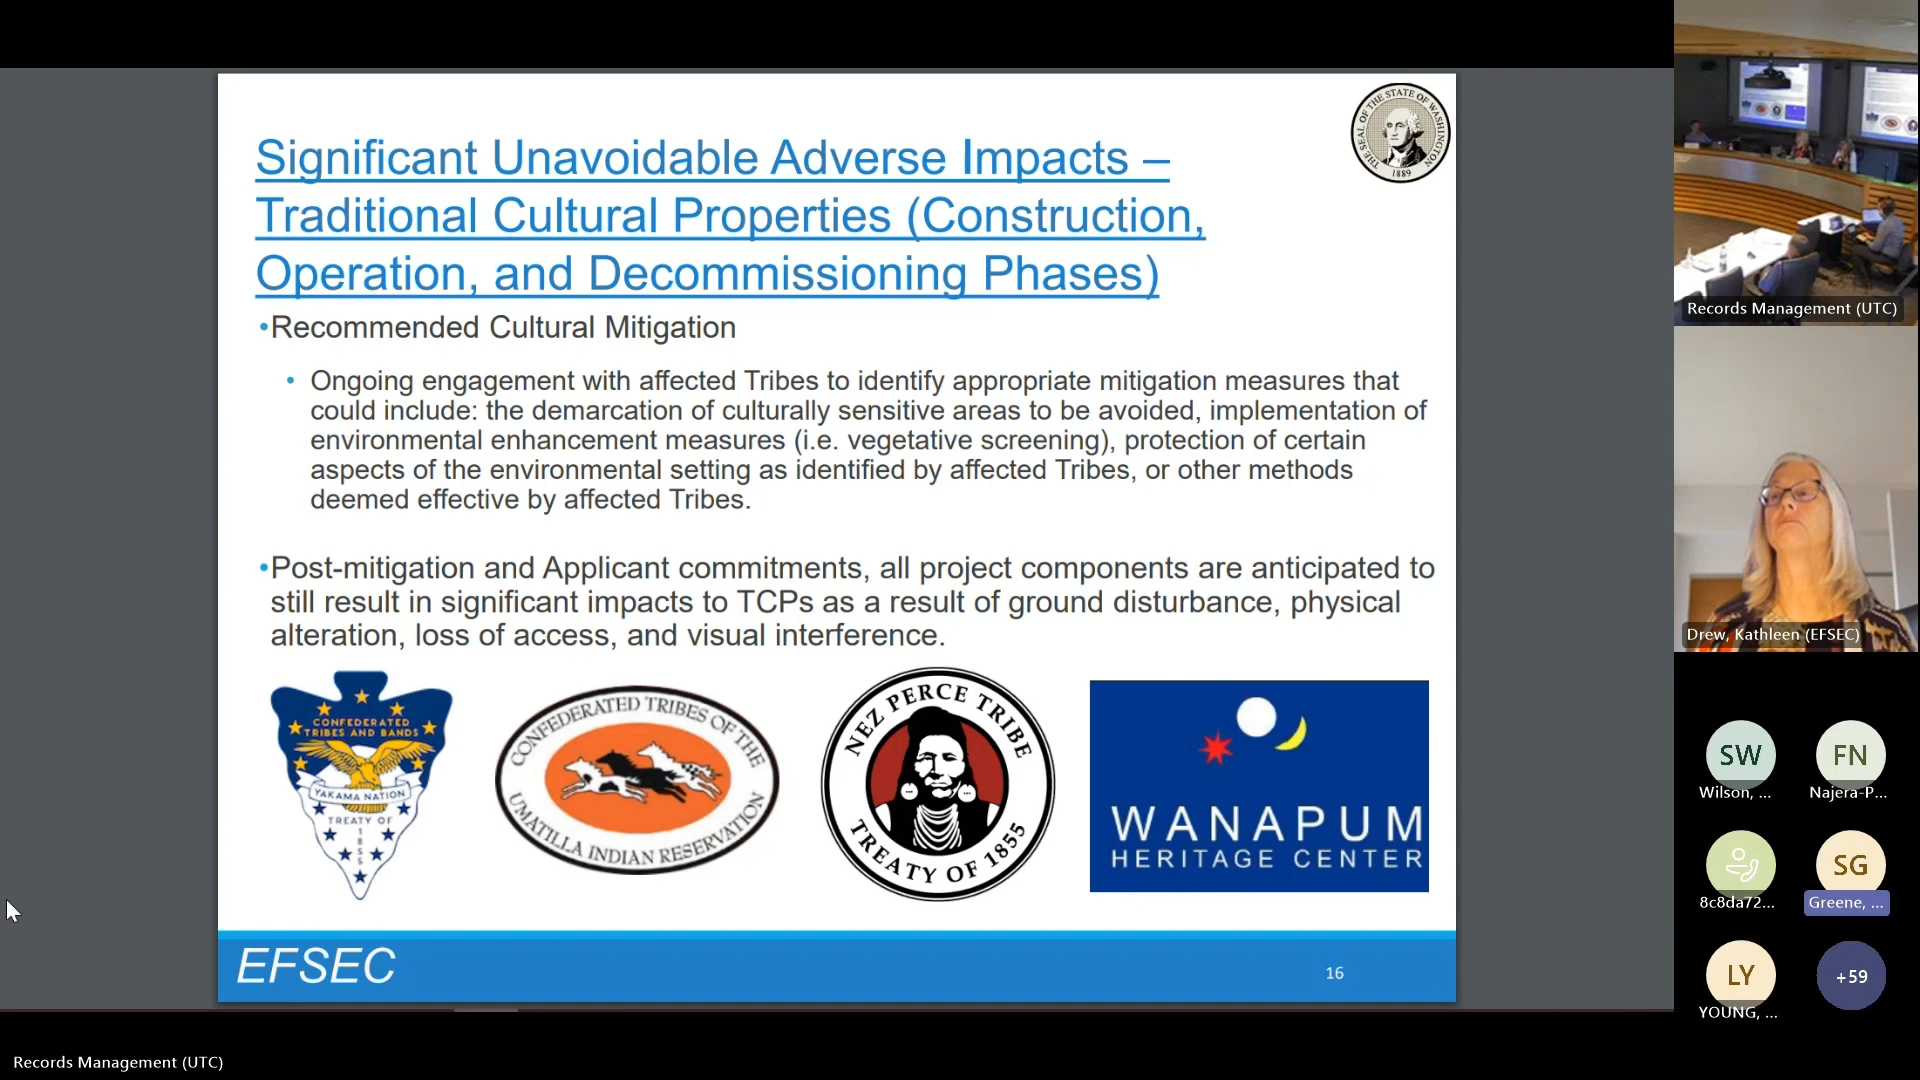 THE SEAL OF THE STATE OF WASHINGTON
1889
Significant Unavoidable Adverse Impacts –
Traditional Cultural Properties (Construction,
Operation, and Decommissioning Phases)
•Recommended Cultural Mitigation
• Ongoing engagement with affected Tribes to identify appropriate mitigation measures that
could include: the demarcation of culturally sensitive areas to be avoided, implementation of
environmental enhancement measures (i.e. vegetative screening), protection of certain
aspects of the environmental setting as identified by affected Tribes, or other methods
deemed effective by affected Tribes.
•Post-mitigation and Applicant commitments, all project components are anticipated to
still result in significant impacts to TCPs as a result of ground disturbance, physical
alteration, loss of access, and visual interference.
CONFEDERATED
TRIBES AND BANDS
YAKAMA NATION
TREATY OF
1855
CONFEDERATED TRIBES OF THE
UMATILLA INDIAN RESERVATION
NEZ PERCE TRIBE
TREATY OF 1855
WANAPUM
HERITAGE CENTER
EFSEC
16
Records Management (UTC)
Drew, Kathleen (EFSEC)
SW
Wilson, ...
FN
Najera-P...
8c8da72...
SG
Greene, ...
LY
YOUNG, ...
+59
Records Management (UTC)